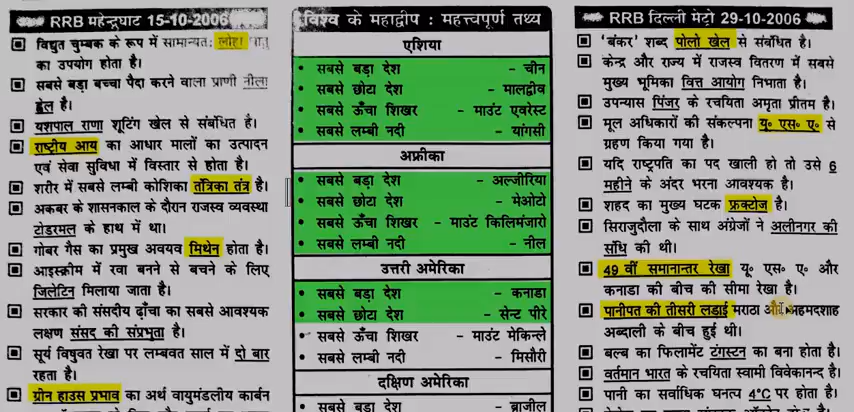 RRB महेन्द्रघाट 15-10-2006
विद्युत चुम्बक के रूप में सामान्यतः लोहा धातु
का उपयोग होता है।
सबसे बड़ा बच्चा पैदा करने वाला प्राणी नीला
ह्वेल है।
यशपाल राणा शूटिंग खेल से संबंधित है।
राष्ट्रीय आय का आधार मालों का उत्पादन
एवं सेवा सुविधा में विस्तार से होता है।
शरीर में सबसे लम्बी कोशिका तंत्रिका तंत्र है।
अकबर के शासनकाल के दौरान राजस्व व्यवस्था
टोडरमल के हाथ में था।
गोबर गैस का प्रमुख अवयव मिथेन होता है।
आइस्क्रीम में रवा बनने से बचने के लिए
जिलेटिन मिलाया जाता है।
सरकार की संसदीय ढ़ाँचा का सबसे आवश्यक
लक्षण संसद की संप्रभुता है।
सूर्य विषुवत रेखा पर लम्बवत साल में दो बार
रहता है।
ग्रीन हाउस प्रभाव का अर्थ वायुमंडलीय कार्बन
विश्व के महाद्वीप : महत्त्वपूर्ण तथ्य
एशिया
• सबसे बड़ा देश – चीन
• सबसे छोटा देश – मालद्वीव
• सबसे ऊँचा शिखर – माउंट एवरेस्ट
• सबसे लम्बी नदी – यांगसी
अफ्रीका
• सबसे बड़ा देश – अल्जीरिया
• सबसे छोटा देश – मेओटो
• सबसे ऊँचा शिखर – माउंट किलिमंजारो
• सबसे लम्बी नदी – नील
उत्तरी अमेरिका
• सबसे बड़ा देश – कनाडा
• सबसे छोटा देश – सेन्ट पीरे
• सबसे ऊँचा शिखर – माउंट मेकिन्ले
• सबसे लम्बी नदी – मिसौरी
दक्षिण अमेरिका
• सबसे बड़ा देश – ब्राजील
RRB दिल्ली मेट्रो 29-10-2006
'बंकर' शब्द पोलो खेल से संबंधित है।
केन्द्र और राज्य में राजस्व वितरण में सबसे
मुख्य भूमिका वित्त आयोग निभाता है।
उपन्यास पिंजर के रचयिता अमृता प्रीतम है।
मूल अधिकारों की संकल्पना यू० एस० ए० से
ग्रहण किया गया है।
यदि राष्ट्रपति का पद खाली हो तो उसे 6
महीने के अंदर भरना आवश्यक है।
शहद का मुख्य घटक फ्रक्टोज है।
सिराजुदौला के साथ अंग्रेजों ने अलीनगर की
संधि की थी।
49 वीं समानान्तर रेखा यू० एस० ए० और
कनाडा की बीच की सीमा रेखा है।
पानीपत की तीसरी लड़ाई मराठा और अहमदशाह
अब्दाली के बीच हुई थी।
बल्ब का फिलामेंट टंगस्टन का बना होता है।
वर्तमान भारत के रचयिता स्वामी विवेकानन्द है।
पानी का सर्वाधिक घनत्व 4°C पर होता है।